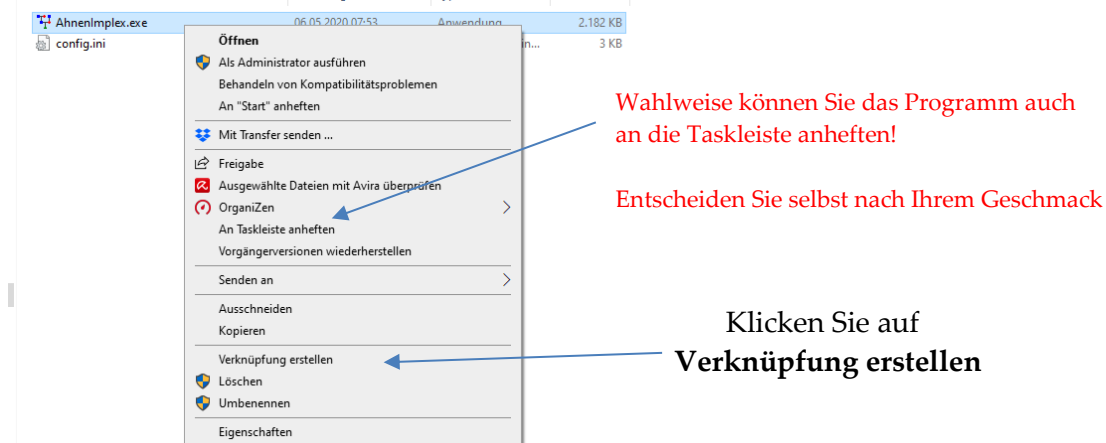 AhnenImplex.exe 06.05.2020 07:53 Anwendung 2.182 KB
config.ini in... 3 KB
Öffnen
Als Administrator ausführen
Behandeln von Kompatibilitätsproblemen
An "Start" anheften
Mit Transfer senden ...
Freigabe
Ausgewählte Dateien mit Avira überprüfen
OrganiZen
An Taskleiste anheften
Vorgängerversionen wiederherstellen
Senden an
Ausschneiden
Kopieren
Verknüpfung erstellen
Löschen
Umbenennen
Eigenschaften
Wahlweise können Sie das Programm auch
an die Taskleiste anheften!
Entscheiden Sie selbst nach Ihrem Geschmack
Klicken Sie auf
Verknüpfung erstellen